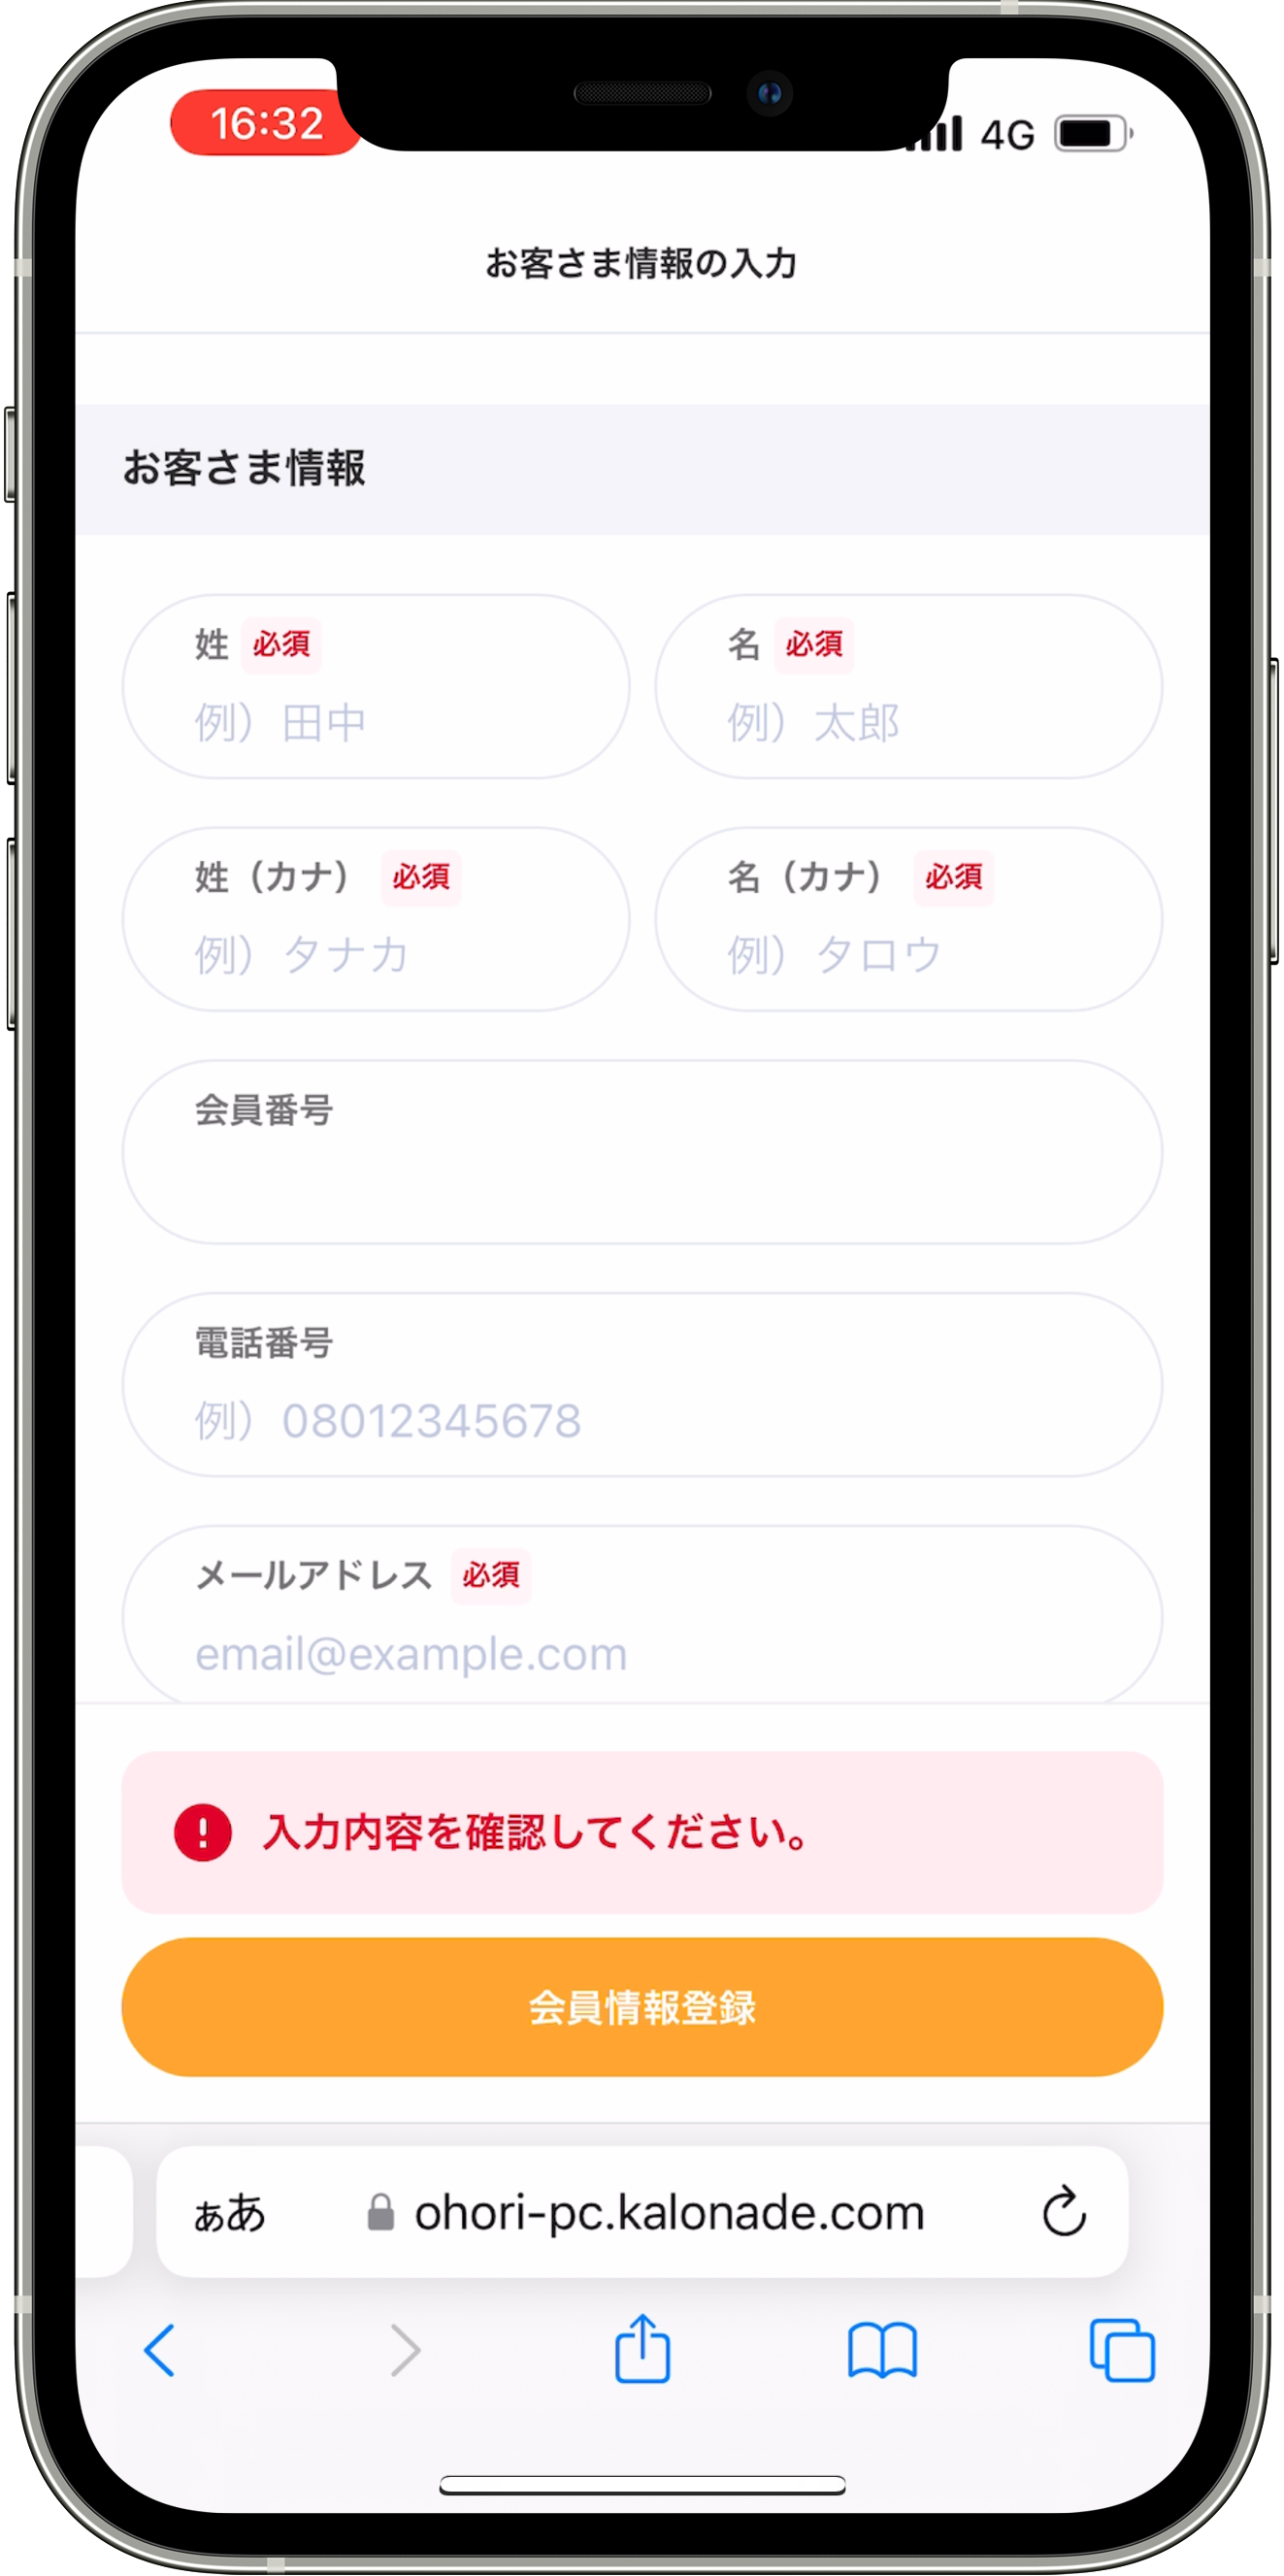 16:32 4G
お客さま情報の入力
お客さま情報
姓 必須 名 必須
例）田中 例）太郎
姓（カナ） 必須 名（カナ） 必須
例）タナカ 例）タロウ
会員番号
電話番号
例）08012345678
メールアドレス 必須
email@example.com
入力内容を確認してください。
会員情報登録
ぁあ ohori-pc.kalonade.com